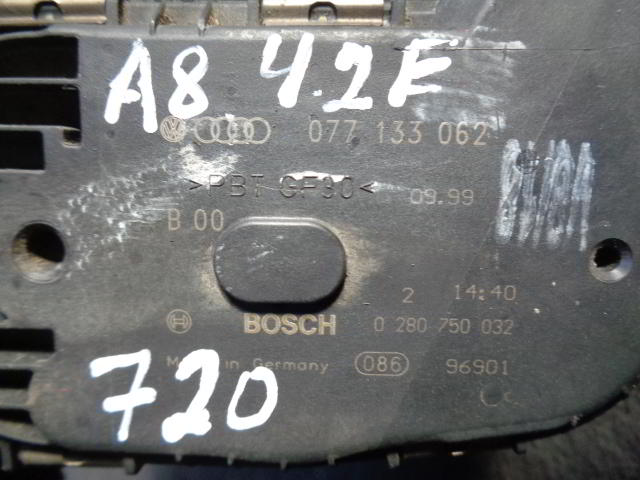 A8 4.2E
077 133 062
>PBT GF30< 09.99
B 00
2 14:40
BOSCH 0 280 750 032
Made in Germany 086 96901
720